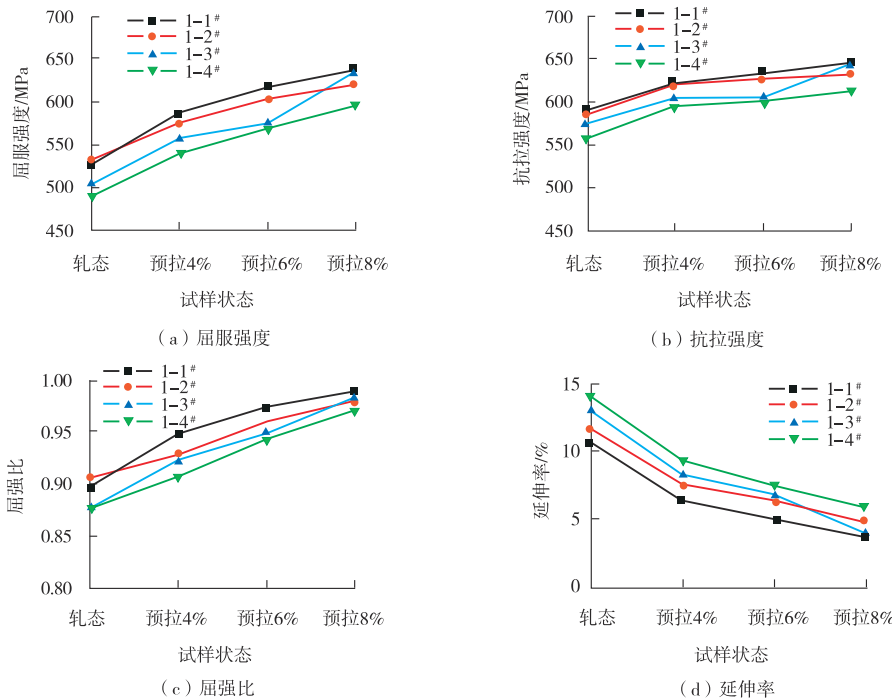 700
650
600
550
500
450
屈服强度/MPa
1-1#
1-2#
1-3#
1-4#
轧态 预拉4% 预拉6% 预拉8%
试样状态
（a）屈服强度
700
650
600
550
500
450
抗拉强度/MPa
1-1#
1-2#
1-3#
1-4#
轧态 预拉4% 预拉6% 预拉8%
试样状态
（b）抗拉强度
1.00
0.95
0.90
0.85
0.80
屈强比
1-1#
1-2#
1-3#
1-4#
轧态 预拉4% 预拉6% 预拉8%
试样状态
（c）屈强比
15
10
5
0
延伸率/%
1-1#
1-2#
1-3#
1-4#
轧态 预拉4% 预拉6% 预拉8%
试样状态
（d）延伸率